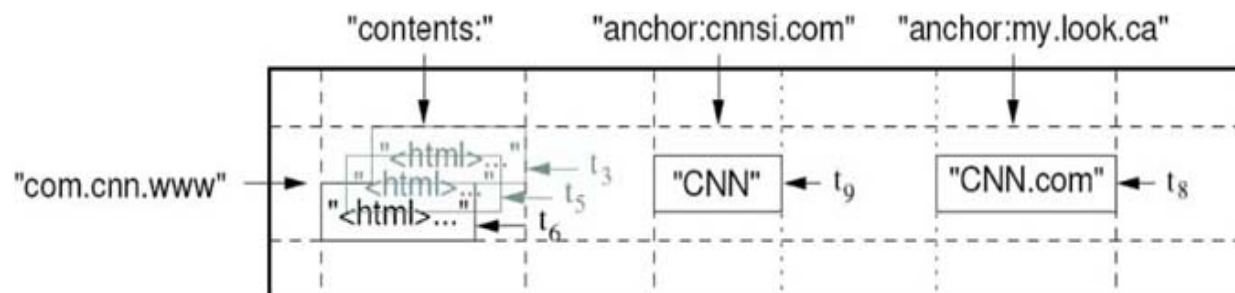 "contents:" "anchor:cnnsi.com" "anchor:my.look.ca"
"<html>..." t3
"com.cnn.www" "<html>..." t5 "CNN" t9 "CNN.com" t8
"<html>..." t6